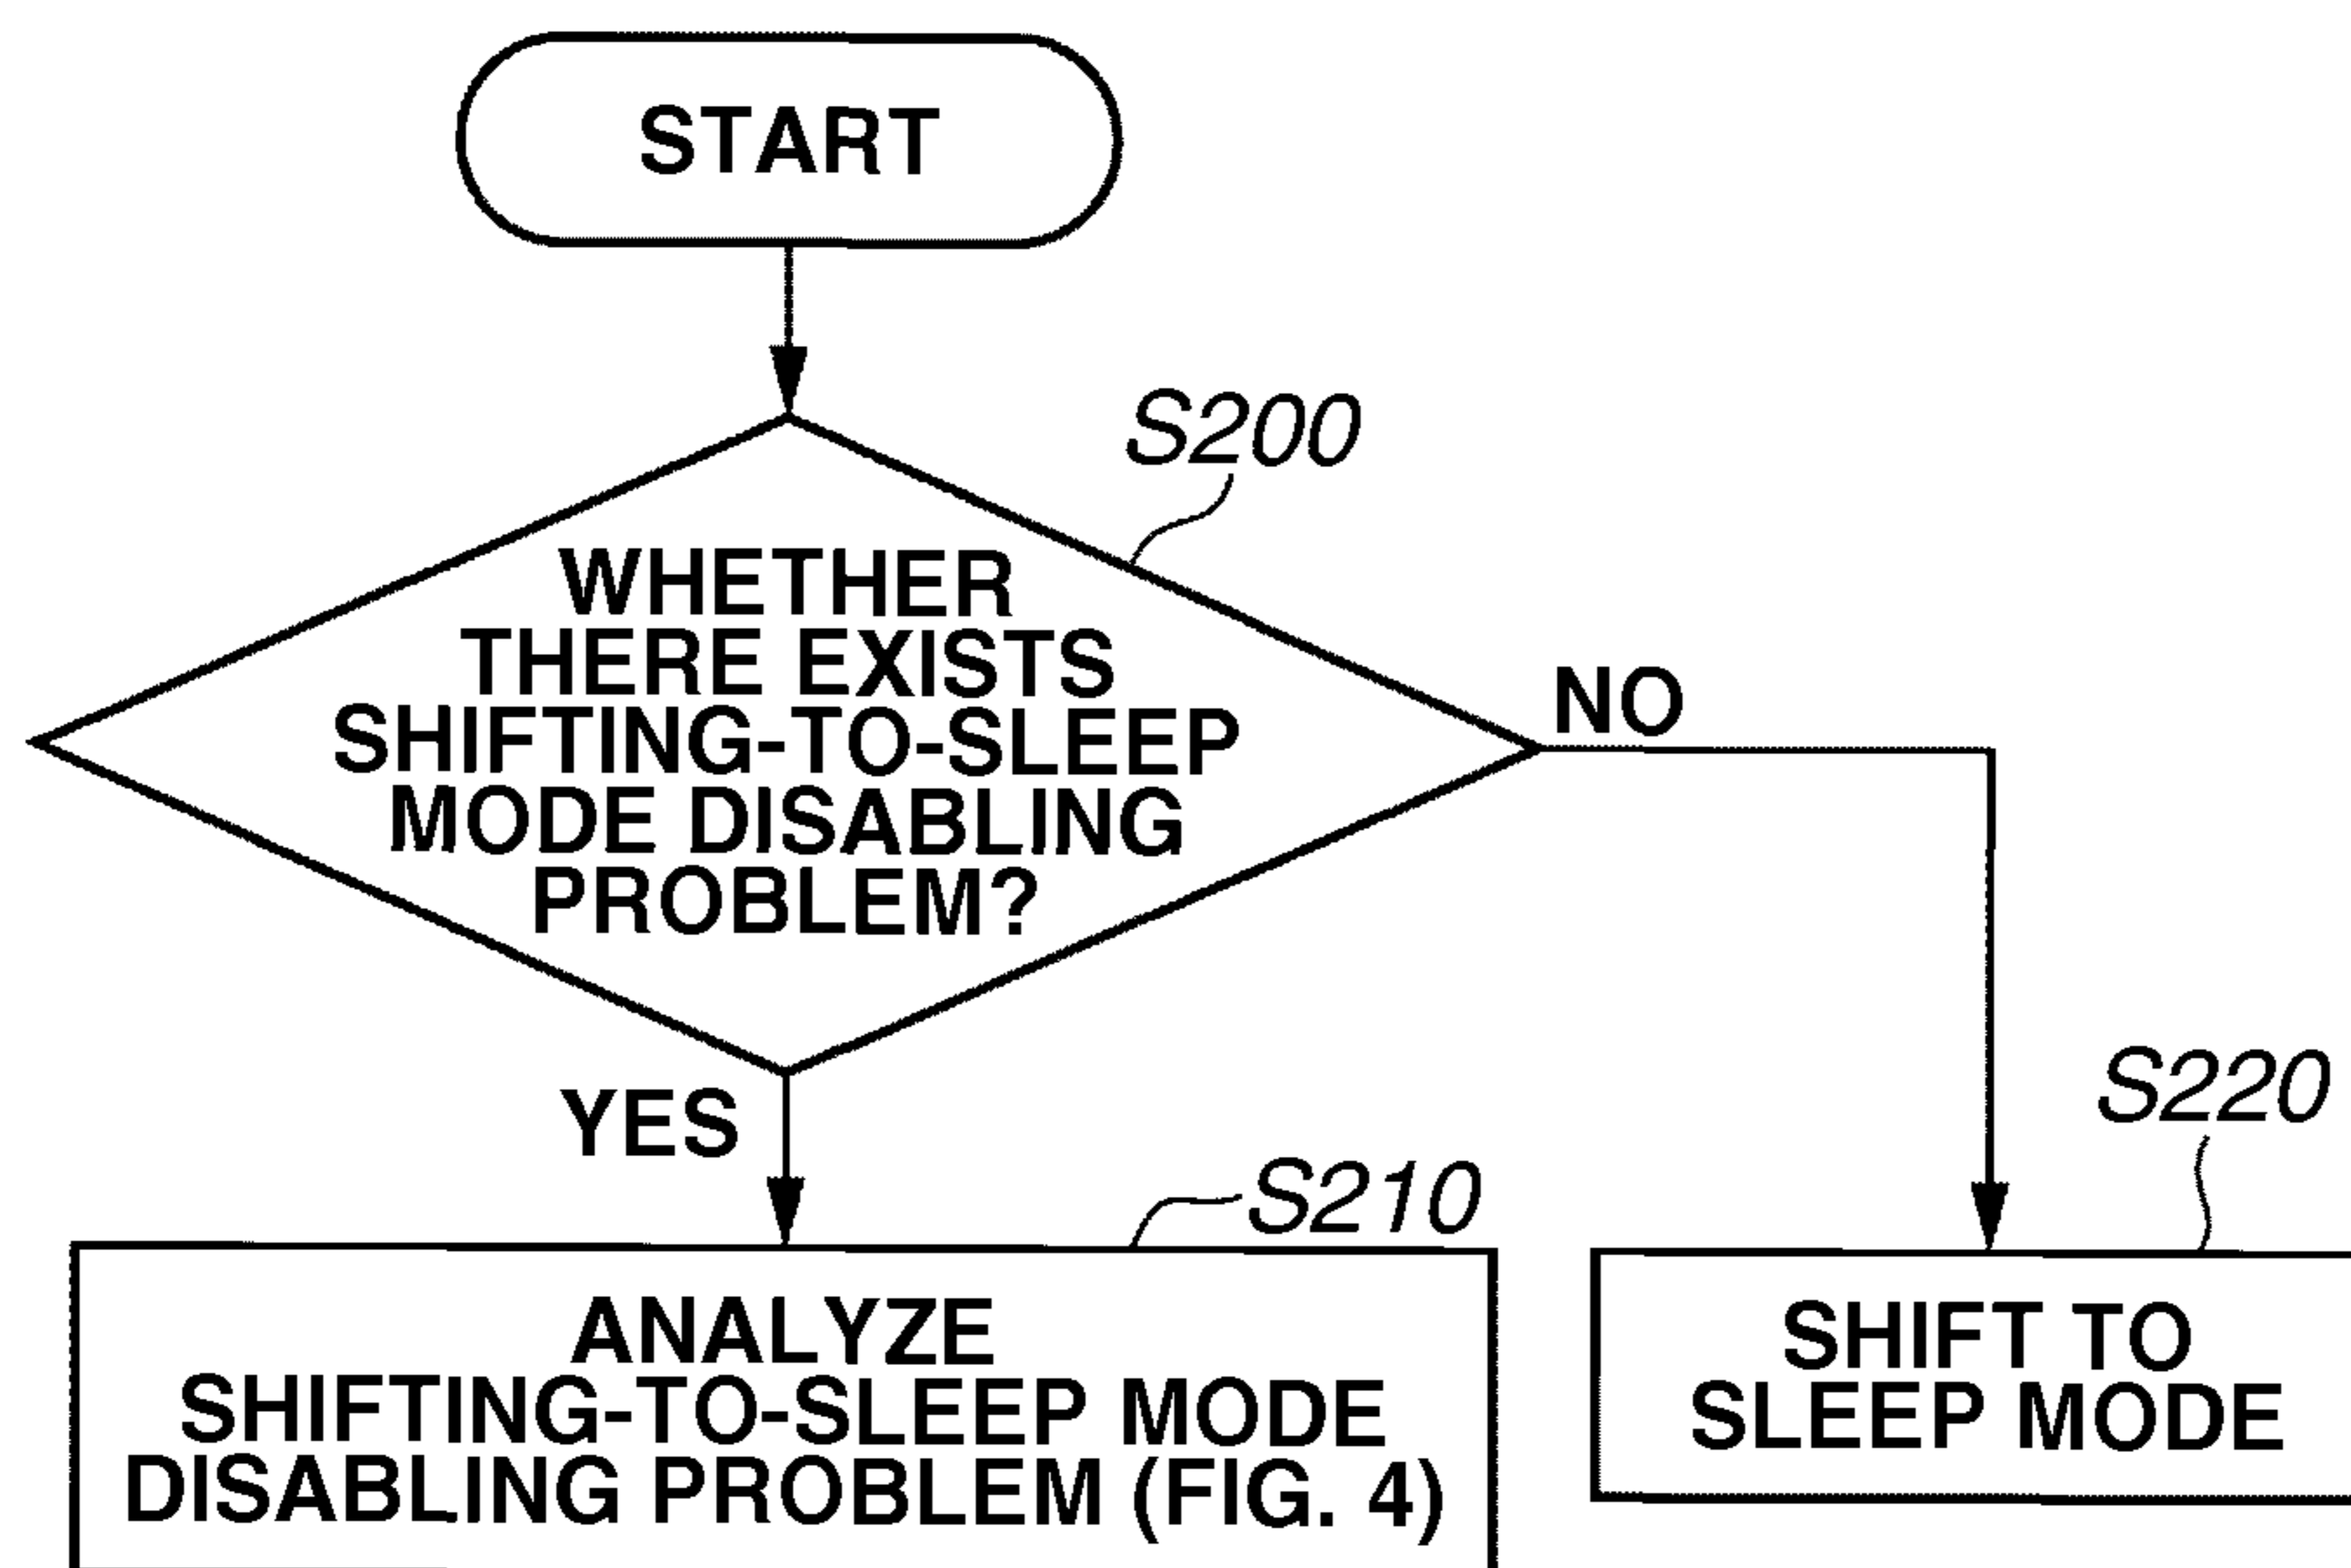 START
S200
WHETHER
THERE EXISTS
SHIFTING-TO-SLEEP
MODE DISABLING
PROBLEM?
NO
YES
S210
S220
ANALYZE
SHIFTING-TO-SLEEP MODE
DISABLING PROBLEM (FIG. 4)
SHIFT TO
SLEEP MODE